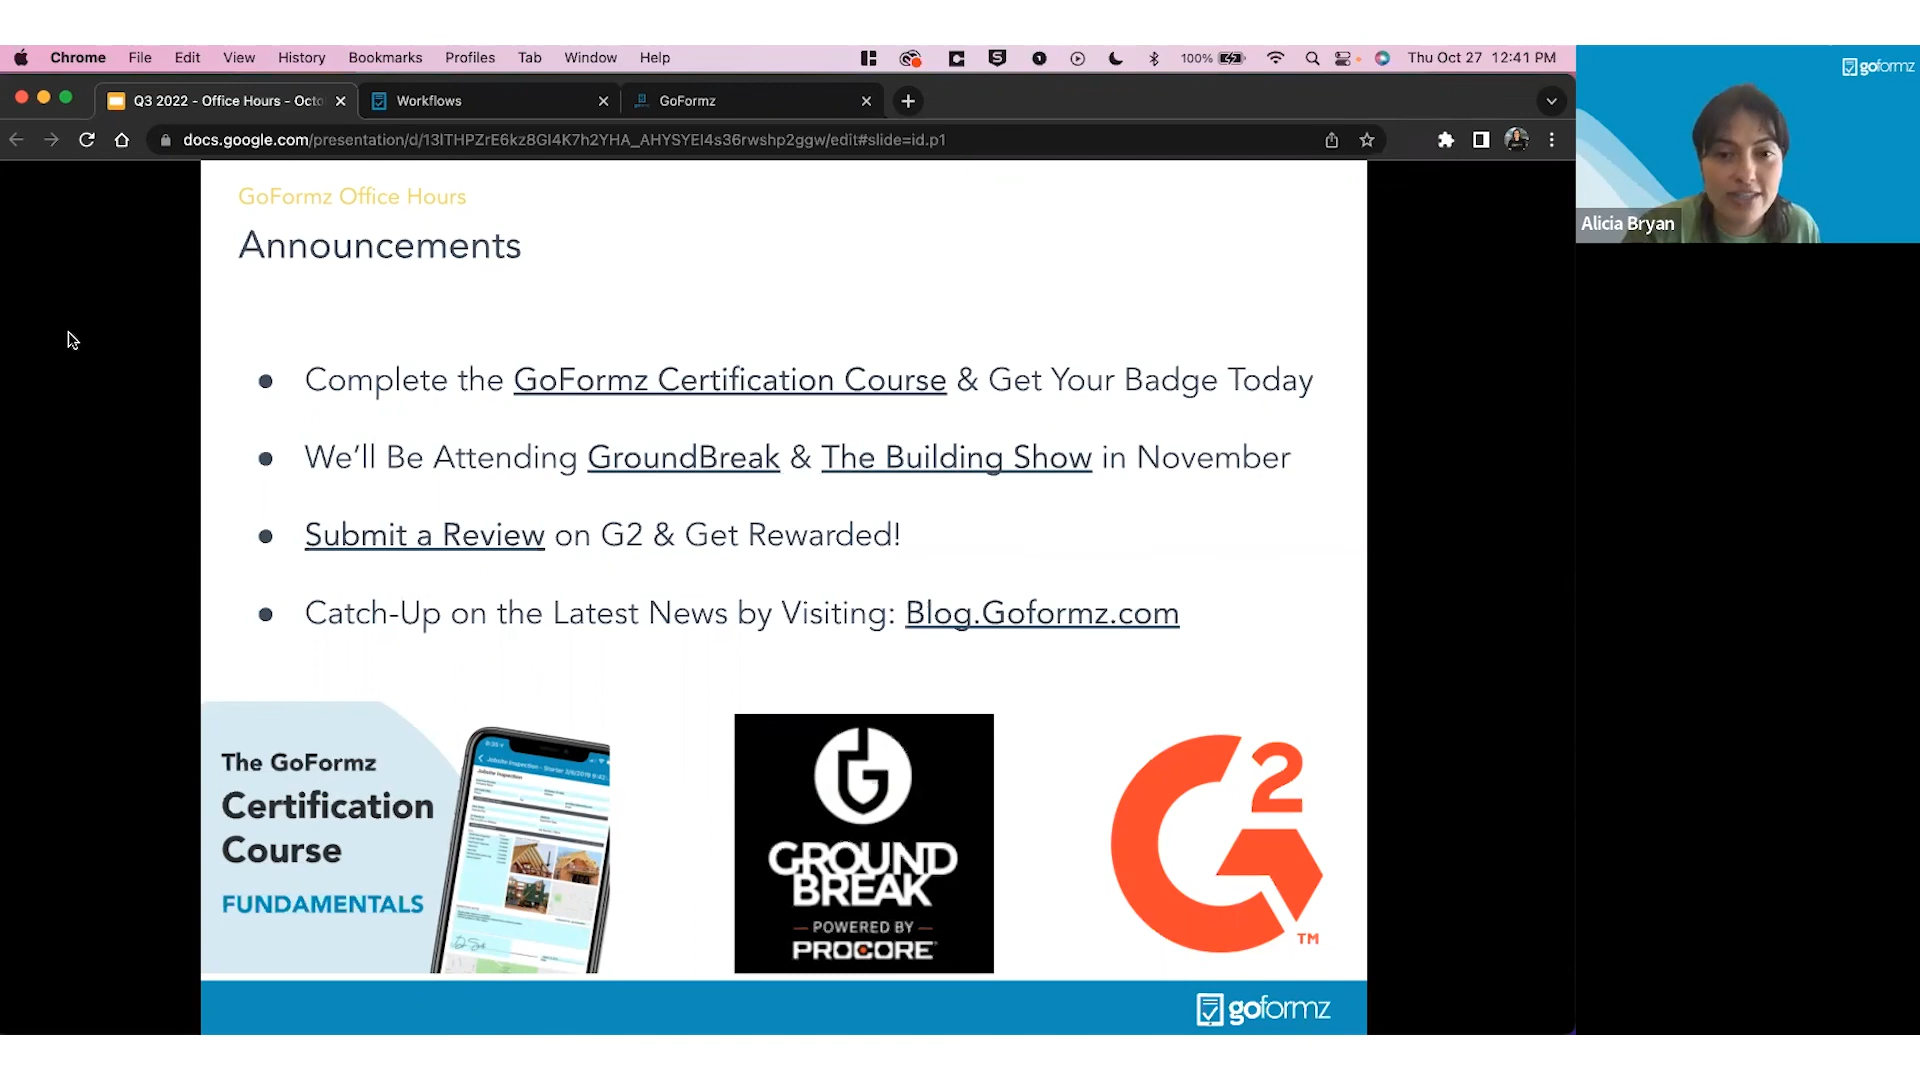 Chrome File Edit View History Bookmarks Profiles Tab Window Help 100% Thu Oct 27 12:41 PM
Q3 2022 - Office Hours - Octo Workflows GoFormz
docs.google.com/presentation/d/13lTHPZrE6kz8Gl4K7h2YHA_AHYSYEl4s36rwshp2ggw/edit#slide=id.p1
goformz
Alicia Bryan
GoFormz Office Hours
Announcements
● Complete the GoFormz Certification Course & Get Your Badge Today
● We'll Be Attending GroundBreak & The Building Show in November
● Submit a Review on G2 & Get Rewarded!
● Catch-Up on the Latest News by Visiting: Blog.Goformz.com
The GoFormz
Certification
Course
FUNDAMENTALS
GROUND
BREAK
— POWERED BY —
PROCORE
G2
TM
goformz